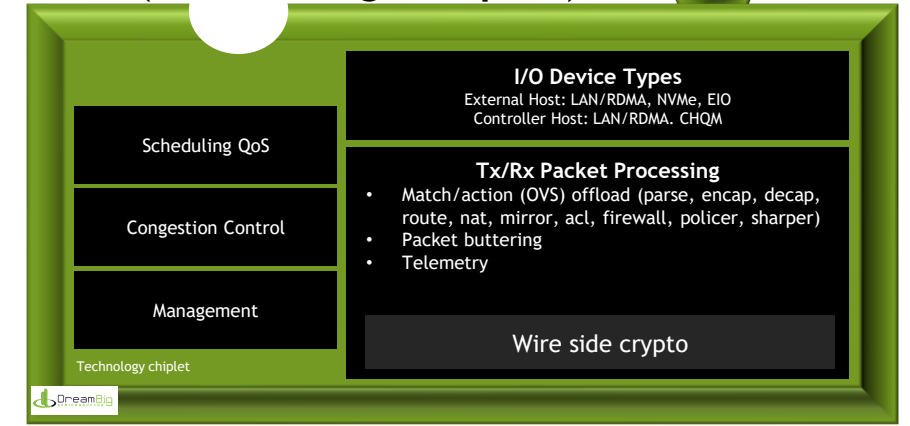 I/O Device Types
External Host: LAN/RDMA, NVMe, EIO
Controller Host: LAN/RDMA. CHQM
Scheduling QoS
Congestion Control
Management
Technology chiplet
Tx/Rx Packet Processing
• Match/action (OVS) offload (parse, encap, decap,
route, nat, mirror, acl, firewall, policer, sharper)
• Packet buttering
• Telemetry
Wire side crypto
DreamBig